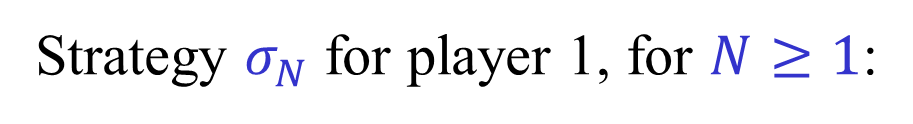 Strategy σ_N for player 1, for N ≥ 1: